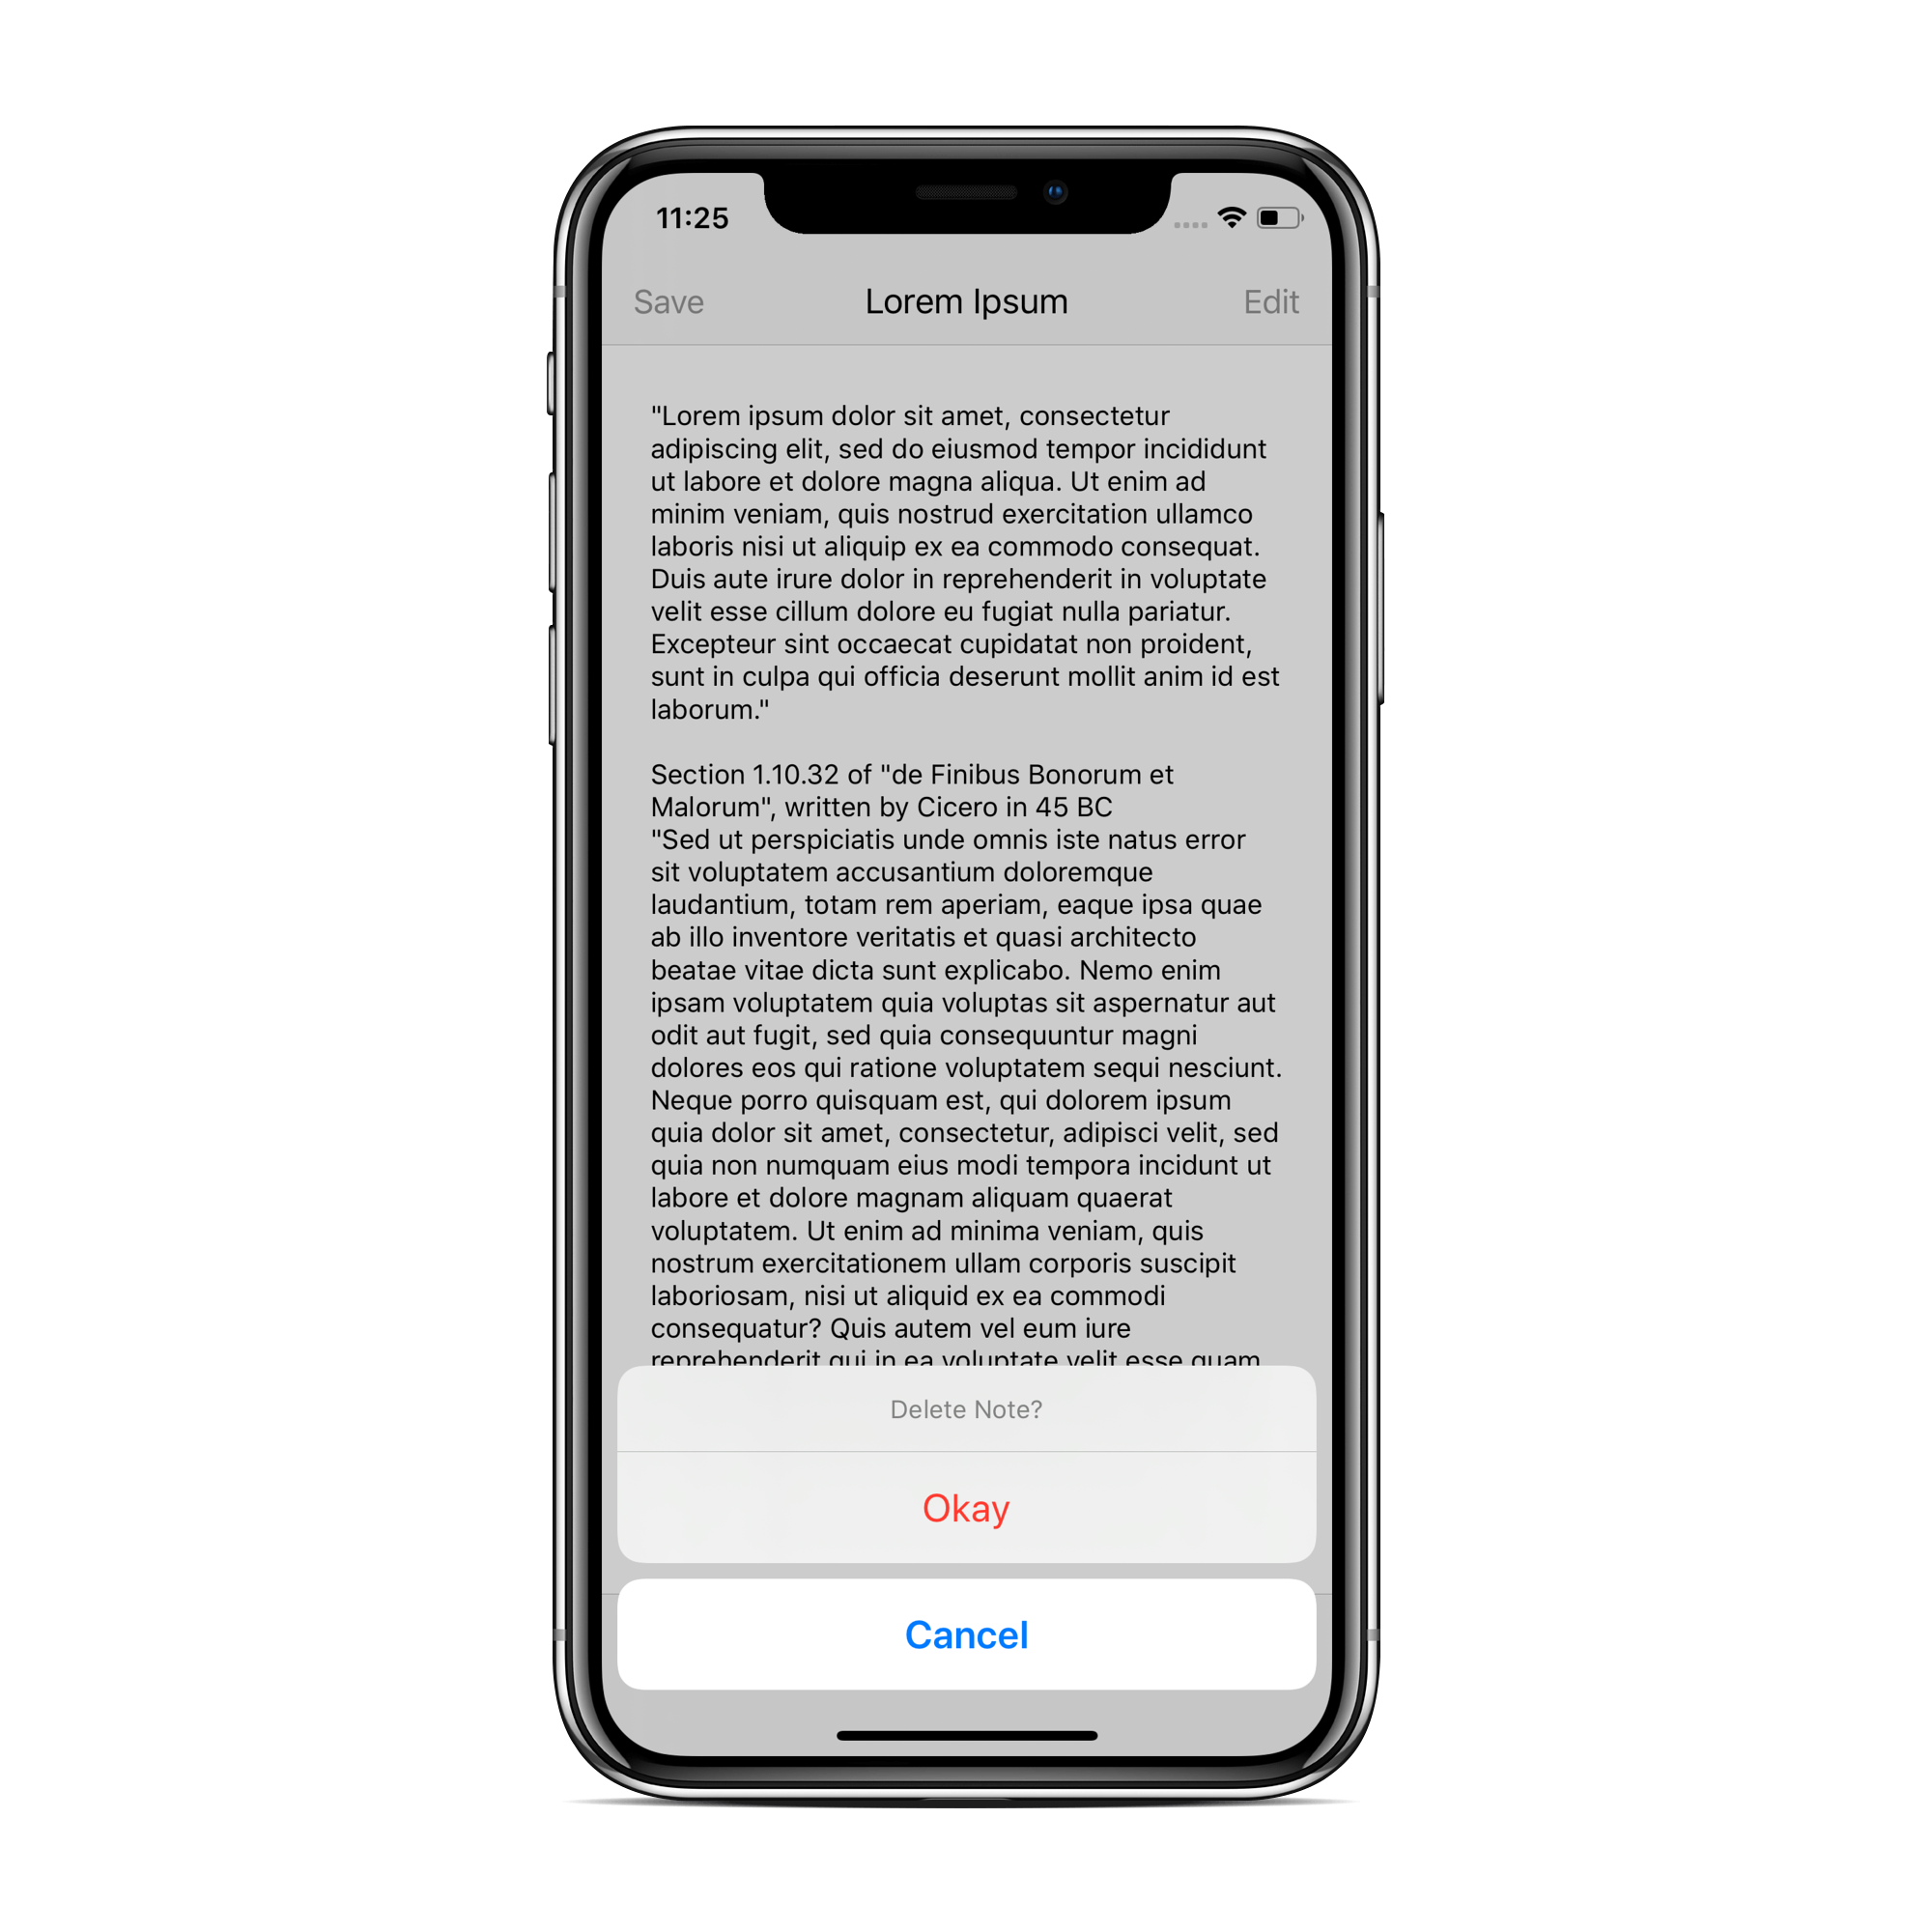 11:25
Save Lorem Ipsum Edit
"Lorem ipsum dolor sit amet, consectetur
adipiscing elit, sed do eiusmod tempor incididunt
ut labore et dolore magna aliqua. Ut enim ad
minim veniam, quis nostrud exercitation ullamco
laboris nisi ut aliquip ex ea commodo consequat.
Duis aute irure dolor in reprehenderit in voluptate
velit esse cillum dolore eu fugiat nulla pariatur.
Excepteur sint occaecat cupidatat non proident,
sunt in culpa qui officia deserunt mollit anim id est
laborum."
Section 1.10.32 of "de Finibus Bonorum et
Malorum", written by Cicero in 45 BC
"Sed ut perspiciatis unde omnis iste natus error
sit voluptatem accusantium doloremque
laudantium, totam rem aperiam, eaque ipsa quae
ab illo inventore veritatis et quasi architecto
beatae vitae dicta sunt explicabo. Nemo enim
ipsam voluptatem quia voluptas sit aspernatur aut
odit aut fugit, sed quia consequuntur magni
dolores eos qui ratione voluptatem sequi nesciunt.
Neque porro quisquam est, qui dolorem ipsum
quia dolor sit amet, consectetur, adipisci velit, sed
quia non numquam eius modi tempora incidunt ut
labore et dolore magnam aliquam quaerat
voluptatem. Ut enim ad minima veniam, quis
nostrum exercitationem ullam corporis suscipit
laboriosam, nisi ut aliquid ex ea commodi
consequatur? Quis autem vel eum iure
reprehenderit qui in ea voluptate velit esse quam
Delete Note?
Okay
Cancel